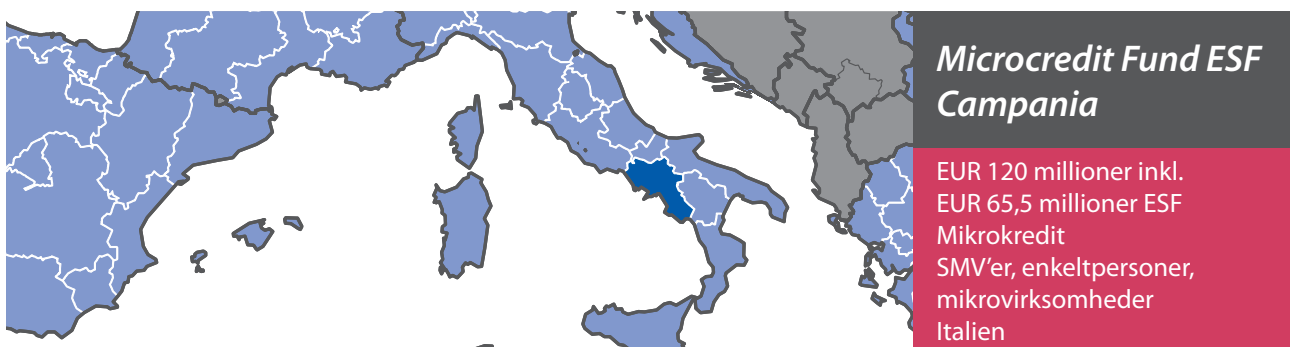 Microcredit Fund ESF
Campania
EUR 120 millioner inkl.
EUR 65,5 millioner ESF
Mikrokredit
SMV’er, enkeltpersoner,
mikrovirksomheder
Italien